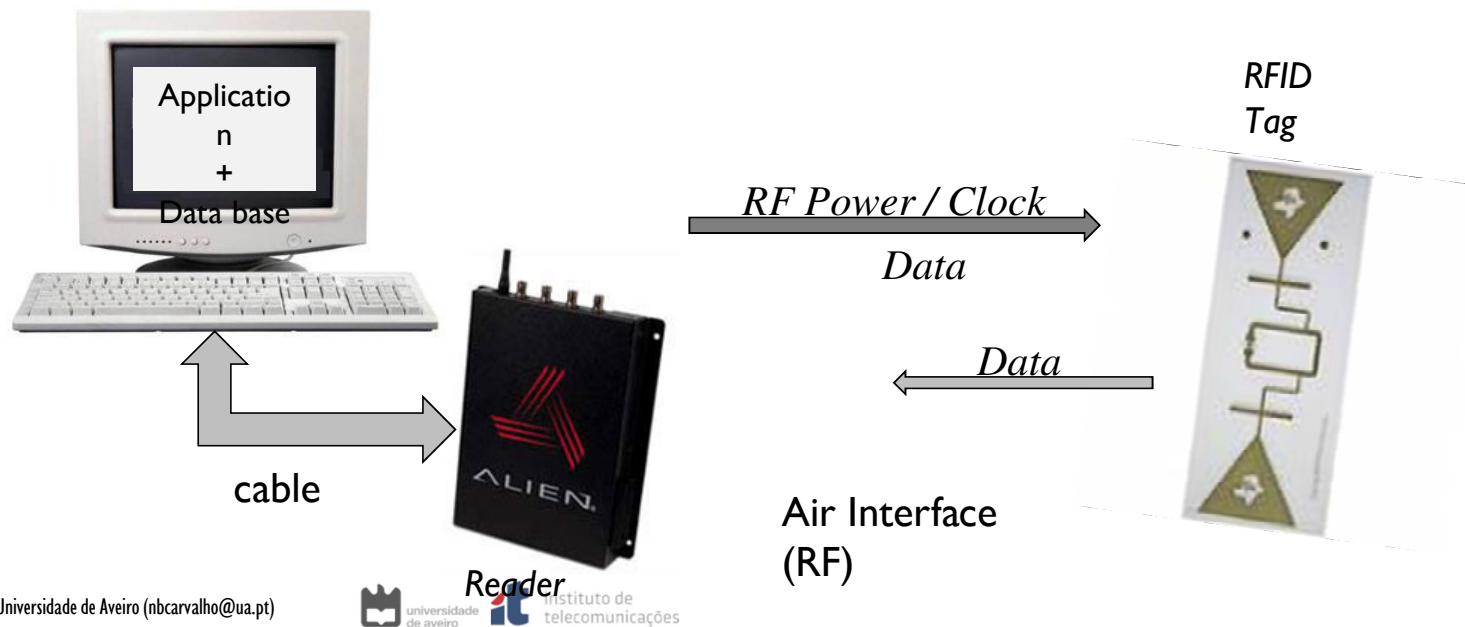 Applicatio
n
+
Data base
RFID
Tag
RF Power / Clock
Data
Data
cable
ALIEN
Air Interface
(RF)
Reader
Universidade de Aveiro (nbcarvalho@ua.pt)
universidade
de aveiro
it
instituto de
telecomunicações